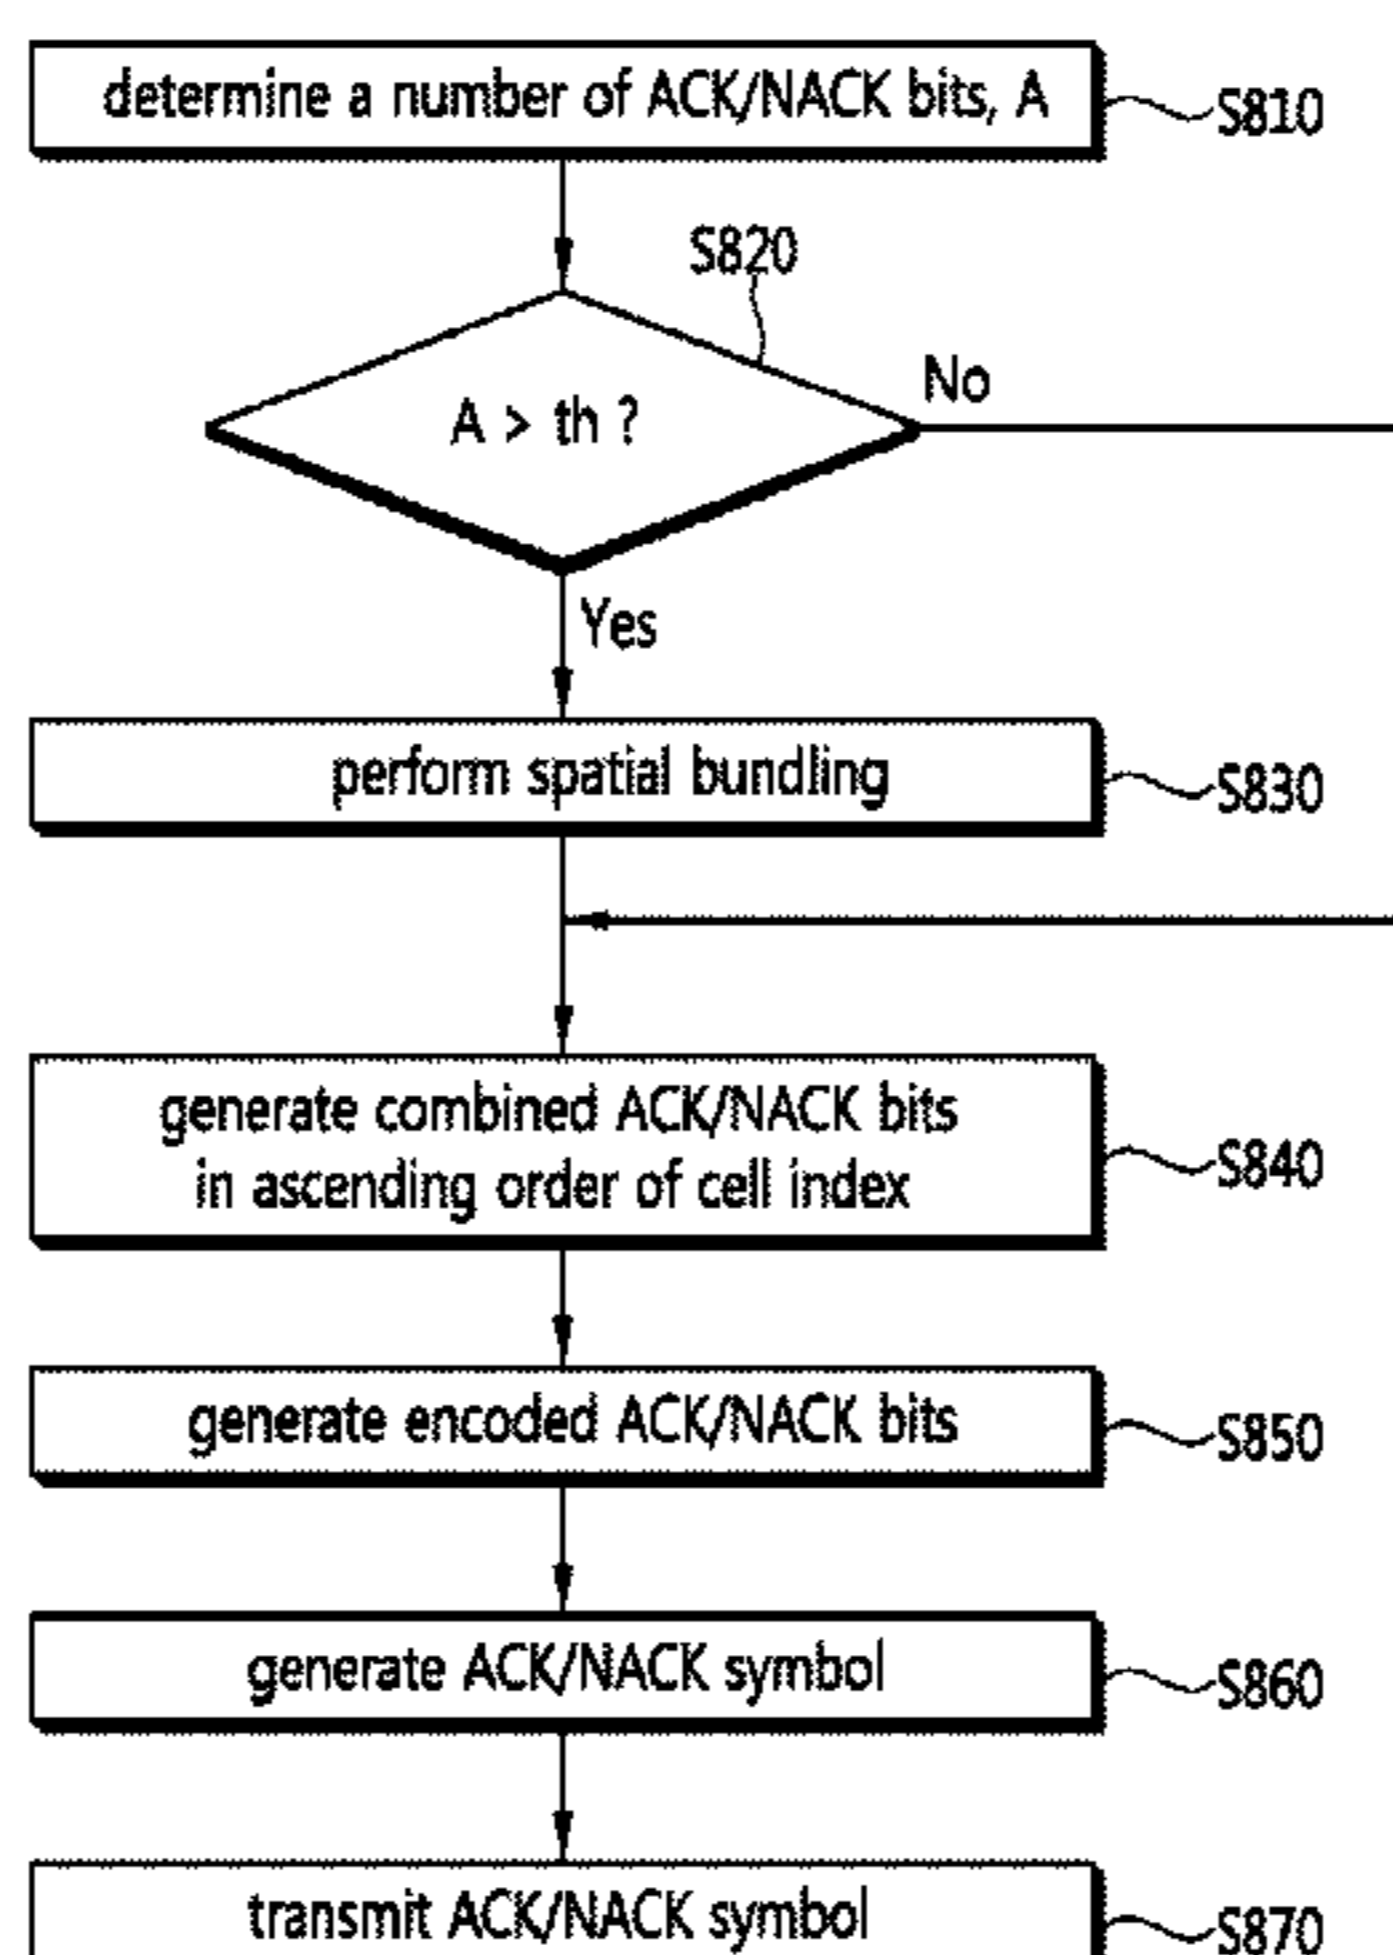 determine a number of ACK/NACK bits, A
S810
S820
A > th ?
No
Yes
perform spatial bundling
S830
generate combined ACK/NACK bits
in ascending order of cell index
S840
generate encoded ACK/NACK bits
S850
generate ACK/NACK symbol
S860
transmit ACK/NACK symbol
S870